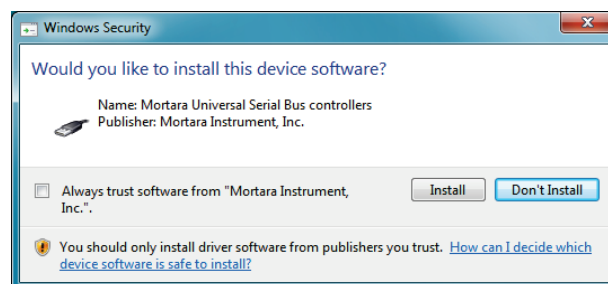 Windows Security
Would you like to install this device software?
Name: Mortara Universal Serial Bus controllers
Publisher: Mortara Instrument, Inc.
Always trust software from "Mortara Instrument,
Inc.".
Install
Don't Install
You should only install driver software from publishers you trust. How can I decide which
device software is safe to install?